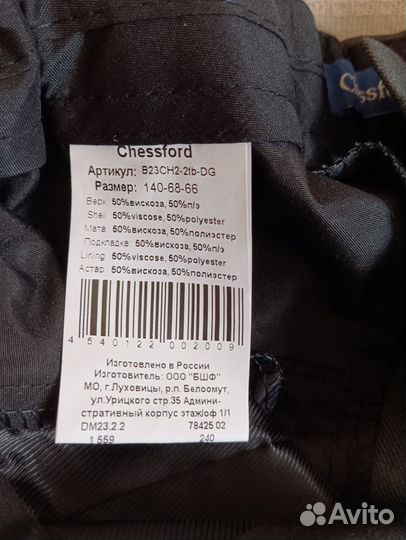 Chessf
Chessford
Артикул: B23CH2-2tb-DG
Размер: 140-68-66
Верх: 50%вискоза, 50%п/э
Shell: 50%viscose, 50%polyester
Мата: 50%вискоза, 50%полиэстер
Подкладка: 50%вискоза, 50%п/э
Lining: 50%viscose, 50%polyester
Астар: 50%вискоза, 50%полиэстер
4 640122 002009
Изготовлено в России
Изготовитель: ООО "БШФ"
МО, г.Луховицы, р.п. Белоомут,
ул.Урицкого стр.35 Админи-
стративный корпус этаж/оф 1/1
DM23.2.2 78425 02
1 559 240
Avito